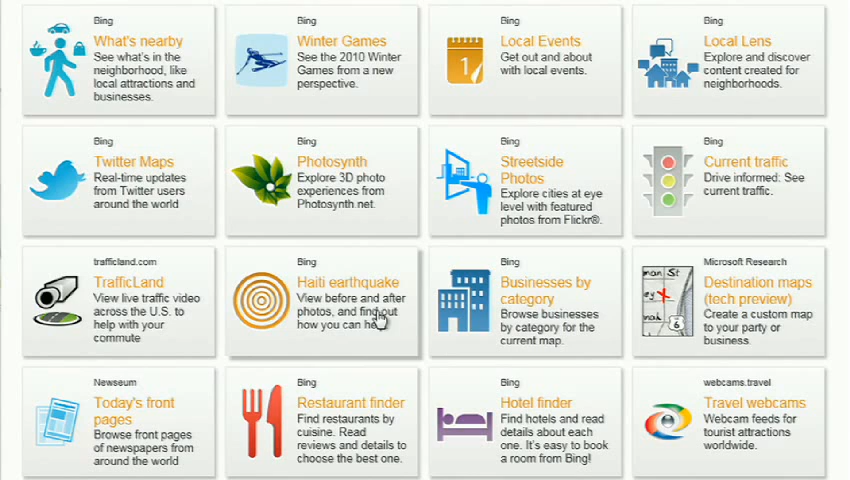 Bing
What's nearby
See what's in the
neighborhood, like
local attractions and
businesses.
Bing
Winter Games
See the 2010 Winter
Games from a new
perspective.
Bing
Local Events
Get out and about
with local events.
1
Bing
Local Lens
Explore and discover
content created for
neighborhoods.
Bing
Twitter Maps
Real-time updates
from Twitter users
around the world
Bing
Photosynth
Explore 3D photo
experiences from
Photosynth.net.
Bing
Streetside
Photos
Explore cities at eye
level with featured
photos from Flickr®.
Bing
Current traffic
Drive informed: See
current traffic.
trafficland.com
TrafficLand
View live traffic video
across the U.S. to
help with your
commute
Bing
Haiti earthquake
View before and after
photos, and find out
how you can
Bing
Businesses by
category
Browse businesses
by category for the
current map.
Microsoft Research
Destination maps
(tech preview)
Create a custom map
to your party or
business.
man St
ey
mah
6
Newseum
Today's front
pages
Browse front pages
of newspapers from
around the world
Bing
Restaurant finder
Find restaurants by
cuisine. Read
reviews and details to
choose the best one.
Bing
Hotel finder
Find hotels and read
details about each
one. It's easy to book
a room from Bing!
webcams.travel
Travel webcams
Webcam feeds for
tourist attractions
worldwide.